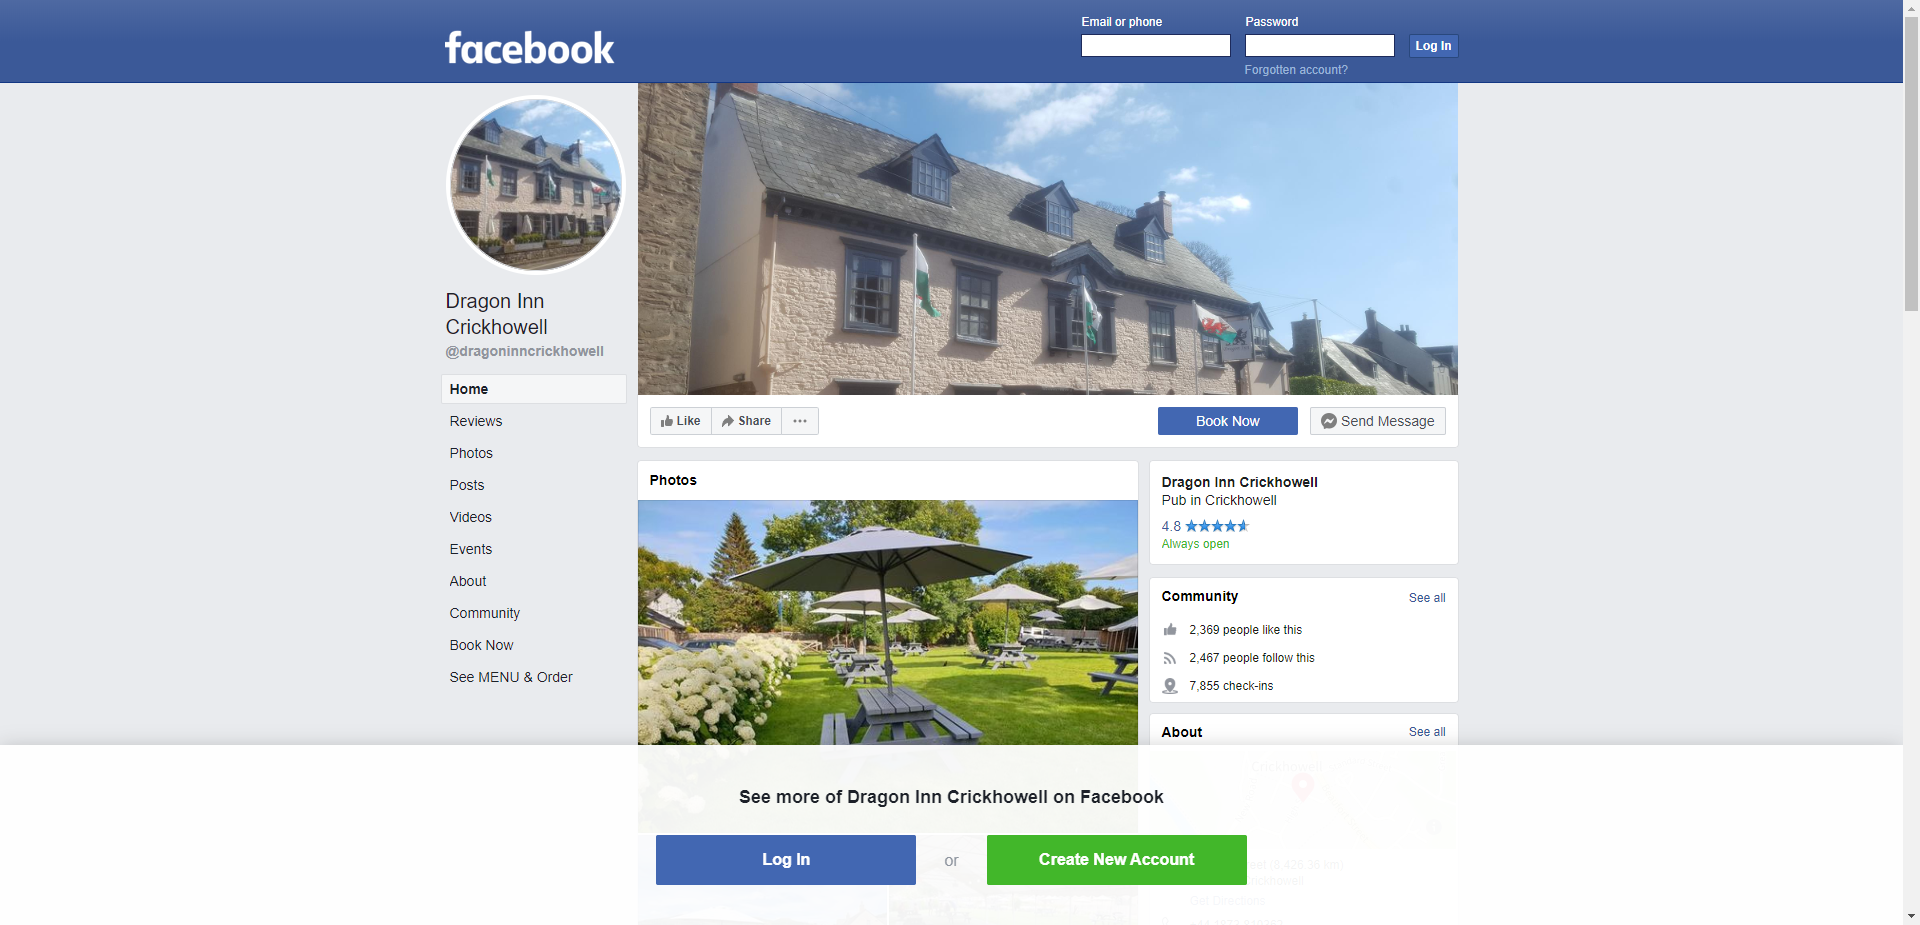 Email or phone
Password
facebook
Log In
Forgotten account?
Dragon Inn
Crickhowell
@dragoninncrickhowell
Home
Reviews
Photos
Posts
Videos
Events
About
Community
Book Now
See MENU & Order
Like
Share
Book Now
Send Message
Photos
Dragon Inn Crickhowell
Pub in Crickhowell
4.8
Always open
Community
See all
2,369 people like this
2,467 people follow this
7,855 check-ins
About
See all
Crickhowell
See more of Dragon Inn Crickhowell on Facebook
Log In
or
Create New Account
Get Directions